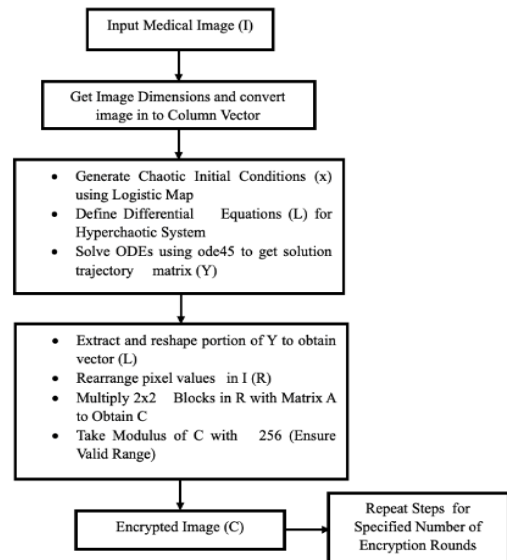 Input Medical Image (I)
Get Image Dimensions and convert
image in to Column Vector
• Generate Chaotic Initial Conditions (x)
using Logistic Map
• Define Differential Equations (L) for
Hyperchaotic System
• Solve ODEs using ode45 to get solution
trajectory matrix (Y)
• Extract and reshape portion of Y to obtain
vector (L)
• Rearrange pixel values in I (R)
• Multiply 2x2 Blocks in R with Matrix A
to Obtain C
• Take Modulus of C with 256 (Ensure
Valid Range)
Encrypted Image (C)
Repeat Steps for
Specified Number of
Encryption Rounds